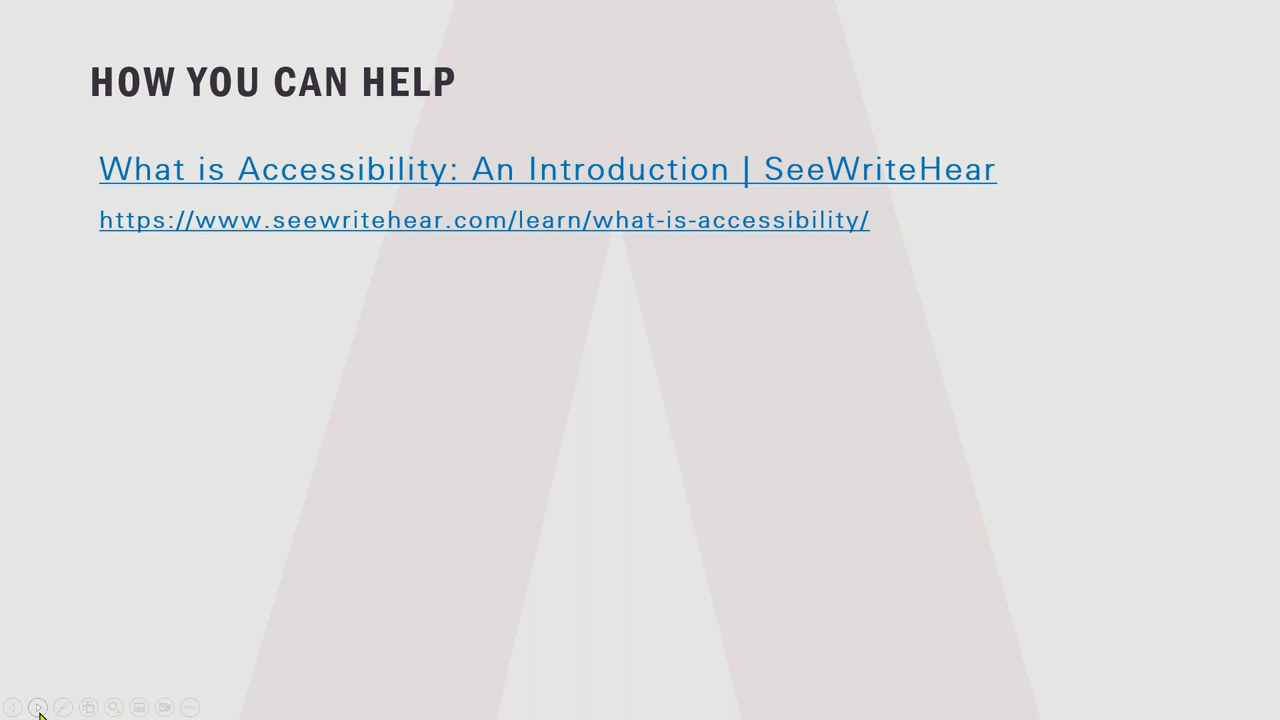 HOW YOU CAN HELP
What is Accessibility: An Introduction | SeeWriteHear
https://www.seewritehear.com/learn/what-is-accessibility/